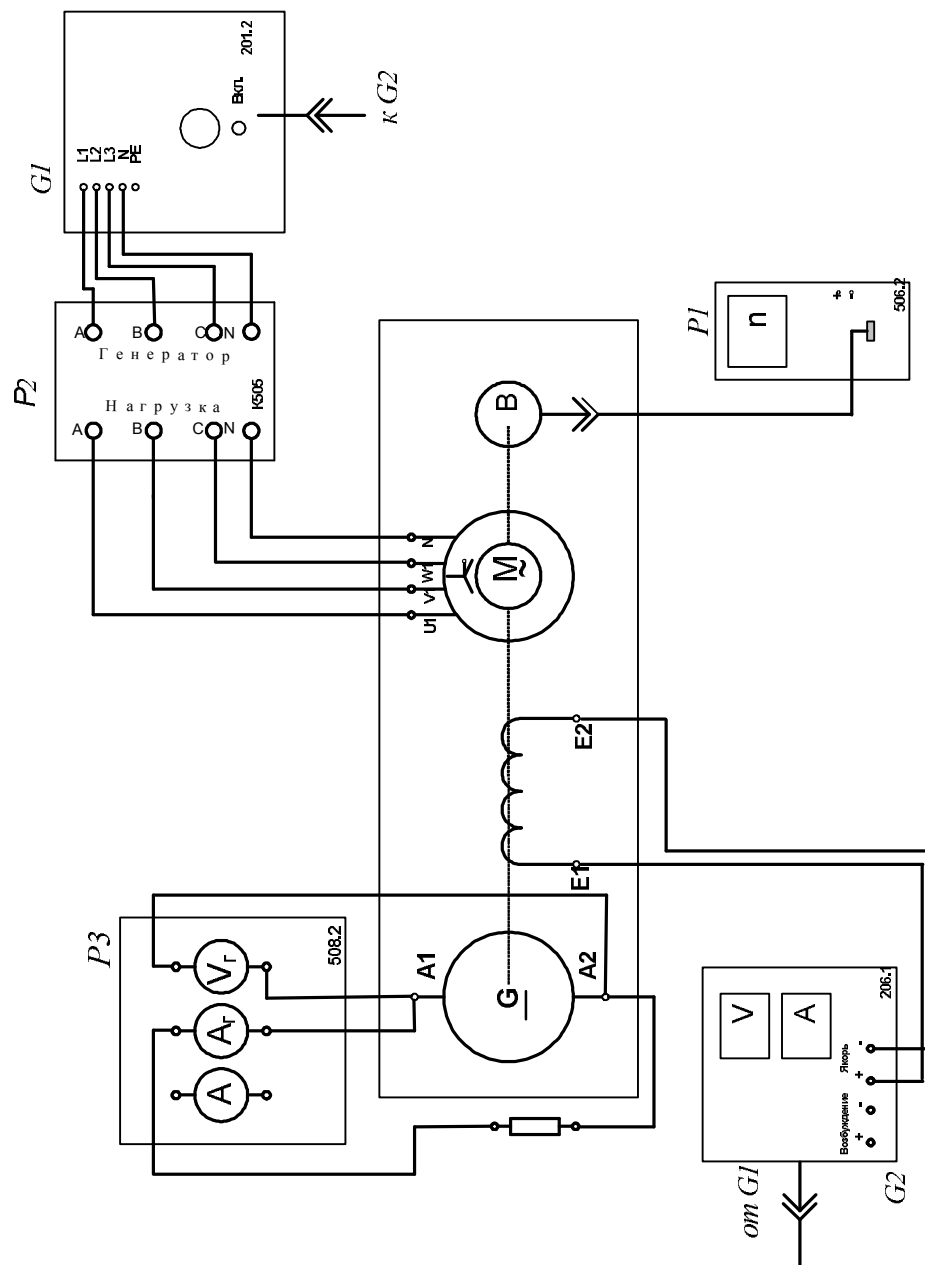 G1
201.2
Вкл.
L1
L2
L3
N
PE
к G2
P2
A
B
C
N
Генератор
Нагрузка
A
B
C
N
K505
P1
n
+
-
506.2
B
M
~
N
W1
V1
U1
E2
E1
P3
508.2
Vг
Aг
A
A1
A2
G
206.1
V
A
Якорь
-
+
Возбуждение
-
+
от G1
G2